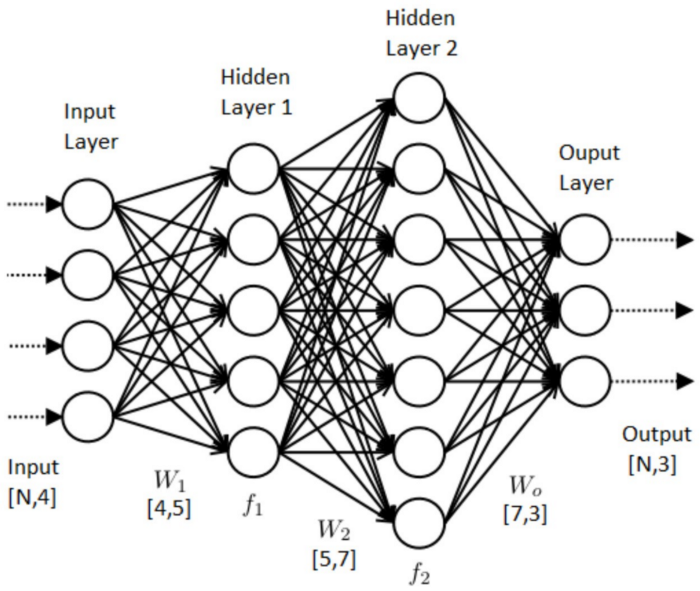 Hidden
Layer 2
Hidden
Layer 1
Input
Layer
Ouput
Layer
Input
[N,4]
W₁
[4,5]
f₁
W₂
[5,7]
f₂
Wₒ
[7,3]
Output
[N,3]